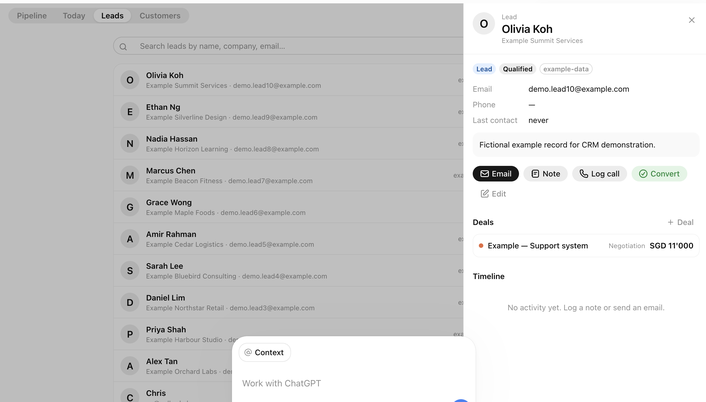 Pipeline Today Leads Customers
Search leads by name, company, email...
O Olivia Koh
Example Summit Services · demo.lead10@example.com
E Ethan Ng
Example Silverline Design · demo.lead9@example.com
N Nadia Hassan
Example Horizon Learning · demo.lead8@example.com
M Marcus Chen
Example Beacon Fitness · demo.lead7@example.com
G Grace Wong
Example Maple Foods · demo.lead6@example.com
A Amir Rahman
Example Cedar Logistics · demo.lead5@example.com
S Sarah Lee
Example Bluebird Consulting · demo.lead4@example.com
D Daniel Lim
Example Northstar Retail · demo.lead3@example.com
P Priya Shah
Example Harbour Studio ·
A Alex Tan
Example Orchard Labs ·
C Chris
@ Context
Work with ChatGPT
O
Lead
Olivia Koh
Example Summit Services
Lead Qualified example-data
Email demo.lead10@example.com
Phone —
Last contact never
Fictional example record for CRM demonstration.
Email Note Log call Convert
Edit
Deals + Deal
Example — Support system Negotiation SGD 11'000
Timeline
No activity yet. Log a note or send an email.